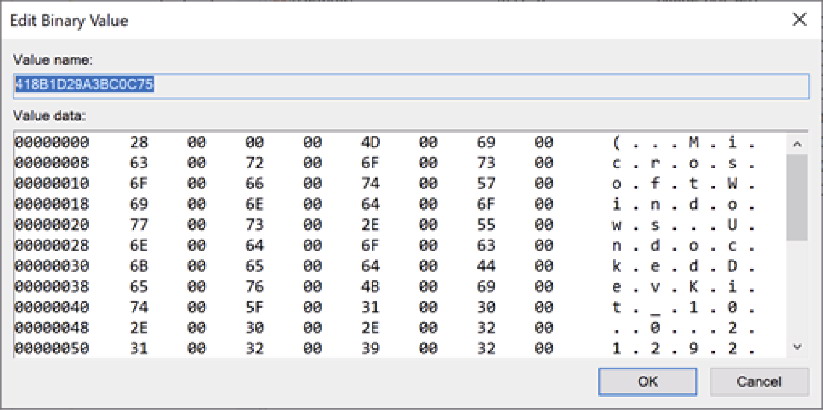 Edit Binary Value
Value name:
418B1D29A3BC0C75
Value data:
00000000 28 00 00 00 4D 00 69 00 ( . . . M . i .
00000008 63 00 72 00 6F 00 73 00 c . r . o . s .
00000010 6F 00 66 00 74 00 57 00 o . f . t . W .
00000018 69 00 6E 00 64 00 6F 00 i . n . d . o .
00000020 77 00 73 00 2E 00 55 00 w . s . . . U .
00000028 6E 00 64 00 6F 00 63 00 n . d . o . c .
00000030 6B 00 65 00 64 00 44 00 k . e . d . D .
00000038 65 00 76 00 4B 00 69 00 e . v . K . i .
00000040 74 00 5F 00 31 00 30 00 t . _ . 1 . 0 .
00000048 2E 00 30 00 2E 00 32 00 . . 0 . . . 2 .
00000050 31 00 32 00 39 00 32 00 1 . 2 . 9 . 2 .
OK Cancel